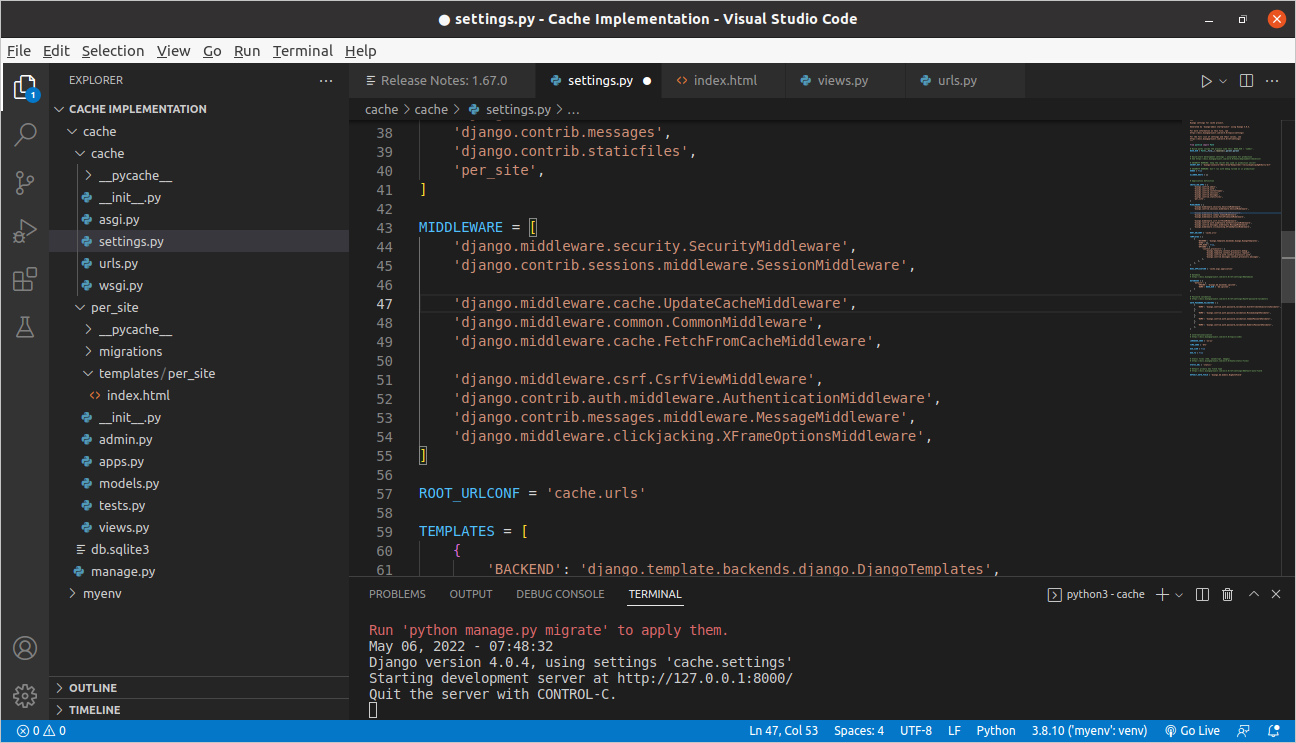 settings.py - Cache Implementation - Visual Studio Code
File Edit Selection View Go Run Terminal Help
1
EXPLORER
CACHE IMPLEMENTATION
cache
cache
__pycache__
__init__.py
asgi.py
settings.py
urls.py
wsgi.py
per_site
__pycache__
migrations
templates/per_site
index.html
__init__.py
admin.py
apps.py
models.py
tests.py
views.py
db.sqlite3
manage.py
myenv
OUTLINE
TIMELINE
Release Notes: 1.67.0 settings.py index.html views.py urls.py
cache > cache > settings.py > ...
38 'django.contrib.messages',
39 'django.contrib.staticfiles',
40 'per_site',
41 ]
42
43 MIDDLEWARE = [
44 'django.middleware.security.SecurityMiddleware',
45 'django.contrib.sessions.middleware.SessionMiddleware',
46
47 'django.middleware.cache.UpdateCacheMiddleware',
48 'django.middleware.common.CommonMiddleware',
49 'django.middleware.cache.FetchFromCacheMiddleware',
50
51 'django.middleware.csrf.CsrfViewMiddleware',
52 'django.contrib.auth.middleware.AuthenticationMiddleware',
53 'django.contrib.messages.middleware.MessageMiddleware',
54 'django.middleware.clickjacking.XFrameOptionsMiddleware',
55 ]
56
57 ROOT_URLCONF = 'cache.urls'
58
59 TEMPLATES = [
60 {
61 'BACKEND': 'django.template.backends.django.DjangoTemplates',
PROBLEMS OUTPUT DEBUG CONSOLE TERMINAL python3 - cache
Run 'python manage.py migrate' to apply them.
May 06, 2022 - 07:48:32
Django version 4.0.4, using settings 'cache.settings'
Starting development server at http://127.0.0.1:8000/
Quit the server with CONTROL-C.
0 0 Ln 47, Col 53 Spaces: 4 UTF-8 LF Python 3.8.10 ('myenv': venv) Go Live